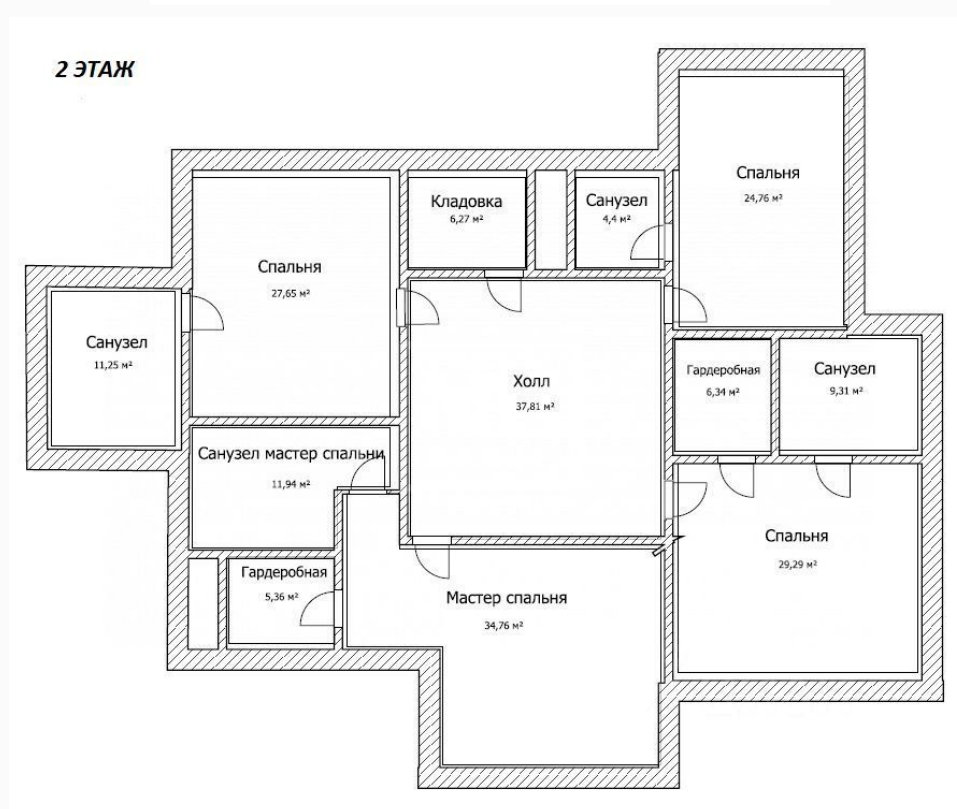 2 ЭТАЖ
Спальня
24,76 м²
Кладовка
6,27 м²
Санузел
4,4 м²
Спальня
27,65 м²
Санузел
11,25 м²
Холл
37,81 м²
Гардеробная
6,34 м²
Санузел
9,31 м²
Санузел мастер спальни
11,94 м²
Спальня
29,29 м²
Гардеробная
5,36 м²
Мастер спальня
34,76 м²